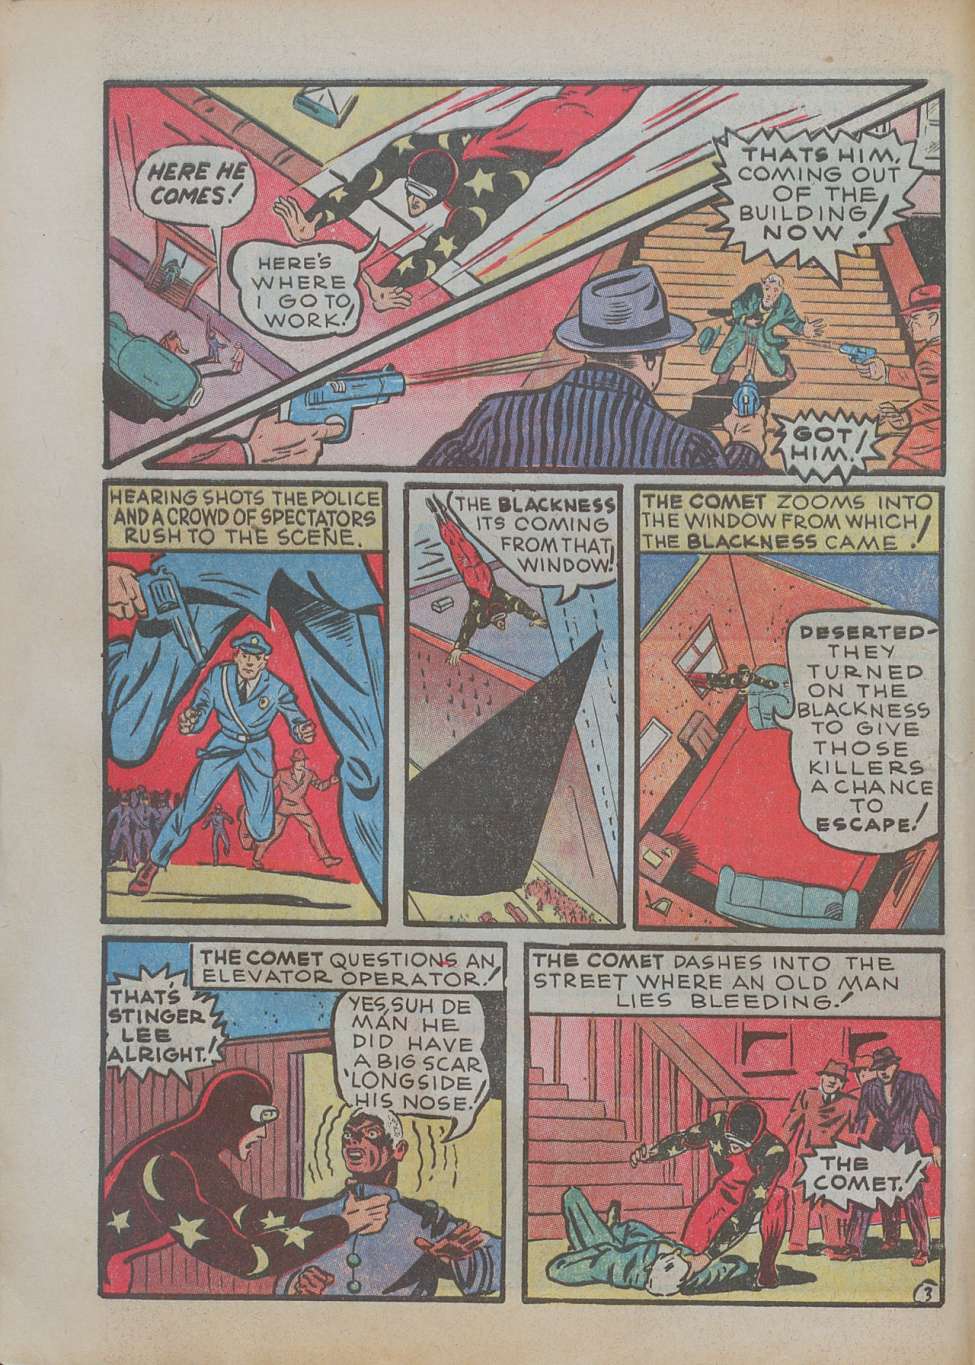 HERE HE
COMES!
HERE'S
WHERE
I GO TO
WORK!
THATS HIM,
COMING OUT
OF THE
BUILDING
NOW!
GOT
HIM!
HEARING SHOTS THE POLICE
AND A CROWD OF SPECTATORS
RUSH TO THE SCENE.
THE BLACKNESS
ITS COMING
FROM THAT
WINDOW!
THE COMET ZOOMS INTO
THE WINDOW FROM WHICH
THE BLACKNESS CAME!
DESERTED-
THEY
TURNED
ON THE
BLACKNESS
TO GIVE
THOSE
KILLERS
A CHANCE
TO
ESCAPE!
THE COMET QUESTIONS AN
ELEVATOR OPERATOR!
THAT'S
STINGER
LEE
ALRIGHT!
YES, SUH DE
MAN HE
DID HAVE
A BIG SCAR
'LONGSIDE
HIS NOSE!
THE COMET DASHES INTO THE
STREET WHERE AN OLD MAN
LIES BLEEDING!
THE
COMET!
3